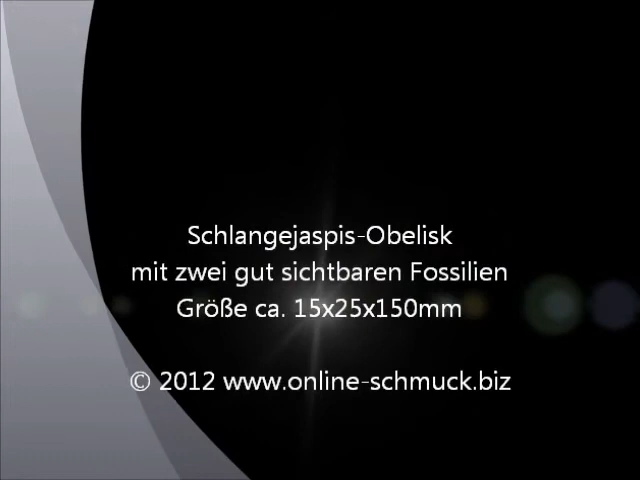 Schlangejaspis-Obelisk
mit zwei gut sichtbaren Fossilien
Größe ca. 15x25x150mm
© 2012 www.online-schmuck.biz